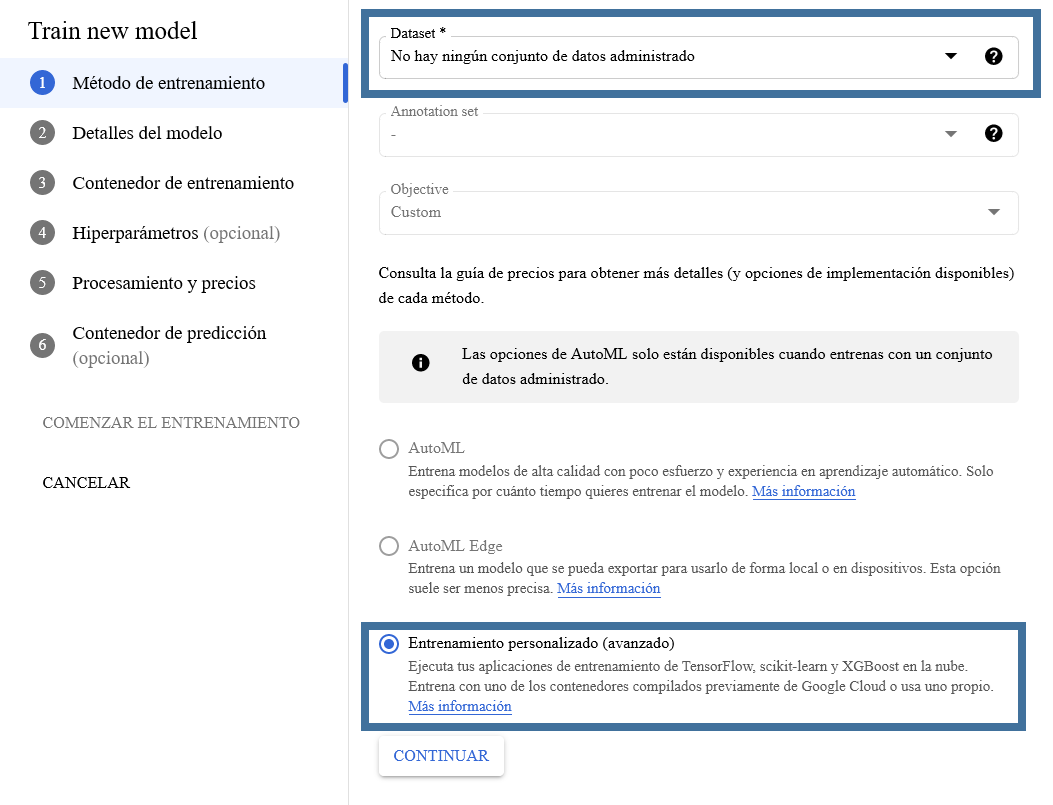 Train new model
1 Método de entrenamiento
2 Detalles del modelo
3 Contenedor de entrenamiento
4 Hiperparámetros (opcional)
5 Procesamiento y precios
6 Contenedor de predicción
(opcional)
COMENZAR EL ENTRENAMIENTO
CANCELAR
Dataset *
No hay ningún conjunto de datos administrado
Annotation set
-
Objective
Custom
Consulta la guía de precios para obtener más detalles (y opciones de implementación disponibles)
de cada método.
Las opciones de AutoML solo están disponibles cuando entrenas con un conjunto
de datos administrado.
AutoML
Entrena modelos de alta calidad con poco esfuerzo y experiencia en aprendizaje automático. Solo
especifica por cuánto tiempo quieres entrenar el modelo. Más información
AutoML Edge
Entrena un modelo que se pueda exportar para usarlo de forma local o en dispositivos. Esta opción
suele ser menos precisa. Más información
Entrenamiento personalizado (avanzado)
Ejecuta tus aplicaciones de entrenamiento de TensorFlow, scikit-learn y XGBoost en la nube.
Entrena con uno de los contenedores compilados previamente de Google Cloud o usa uno propio.
Más información
CONTINUAR